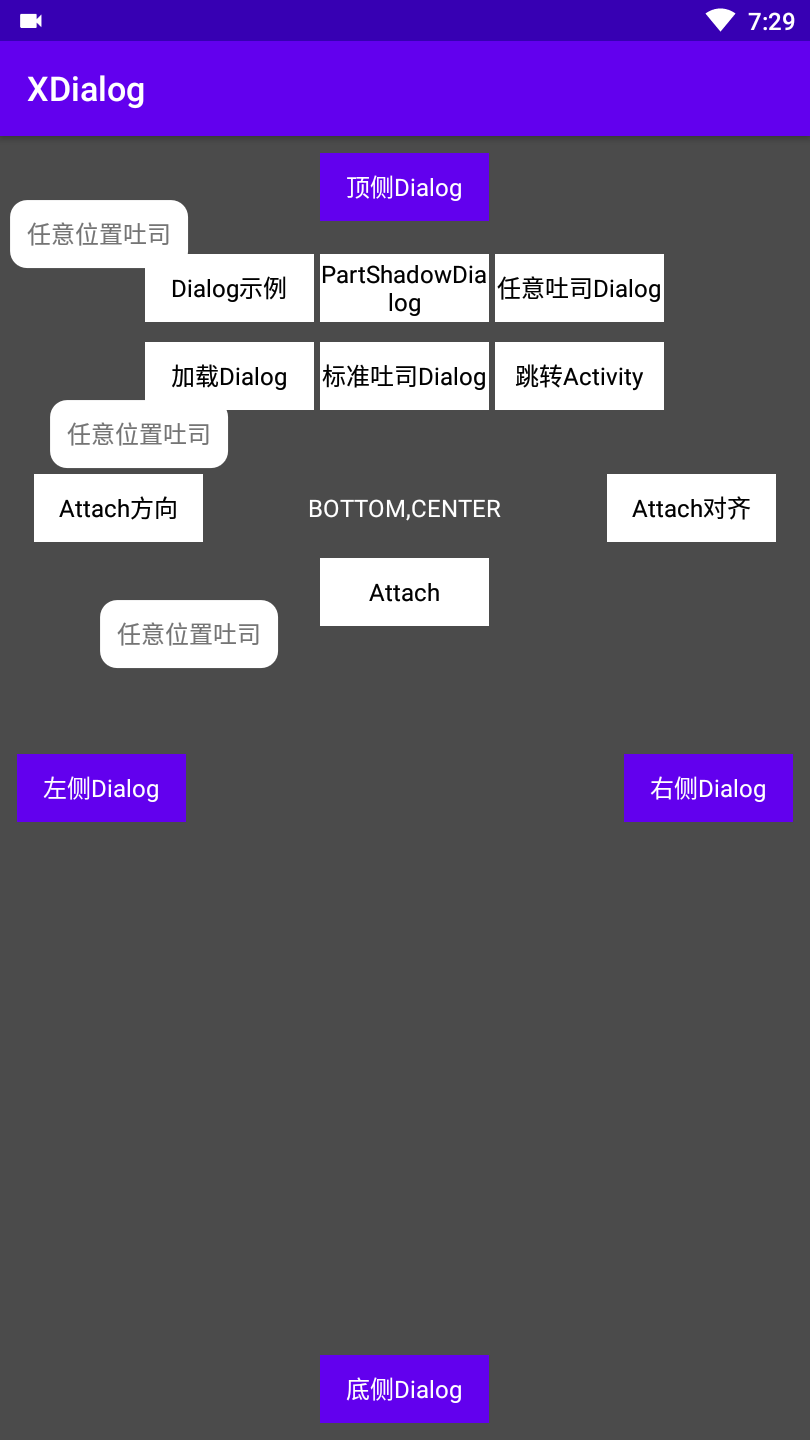 7:29
XDialog
顶侧Dialog
任意位置吐司
Dialog示例
PartShadowDia
log
任意吐司Dialog
加载Dialog
标准吐司Dialog
跳转Activity
任意位置吐司
Attach方向
BOTTOM,CENTER
Attach对齐
Attach
任意位置吐司
左侧Dialog
右侧Dialog
底侧Dialog